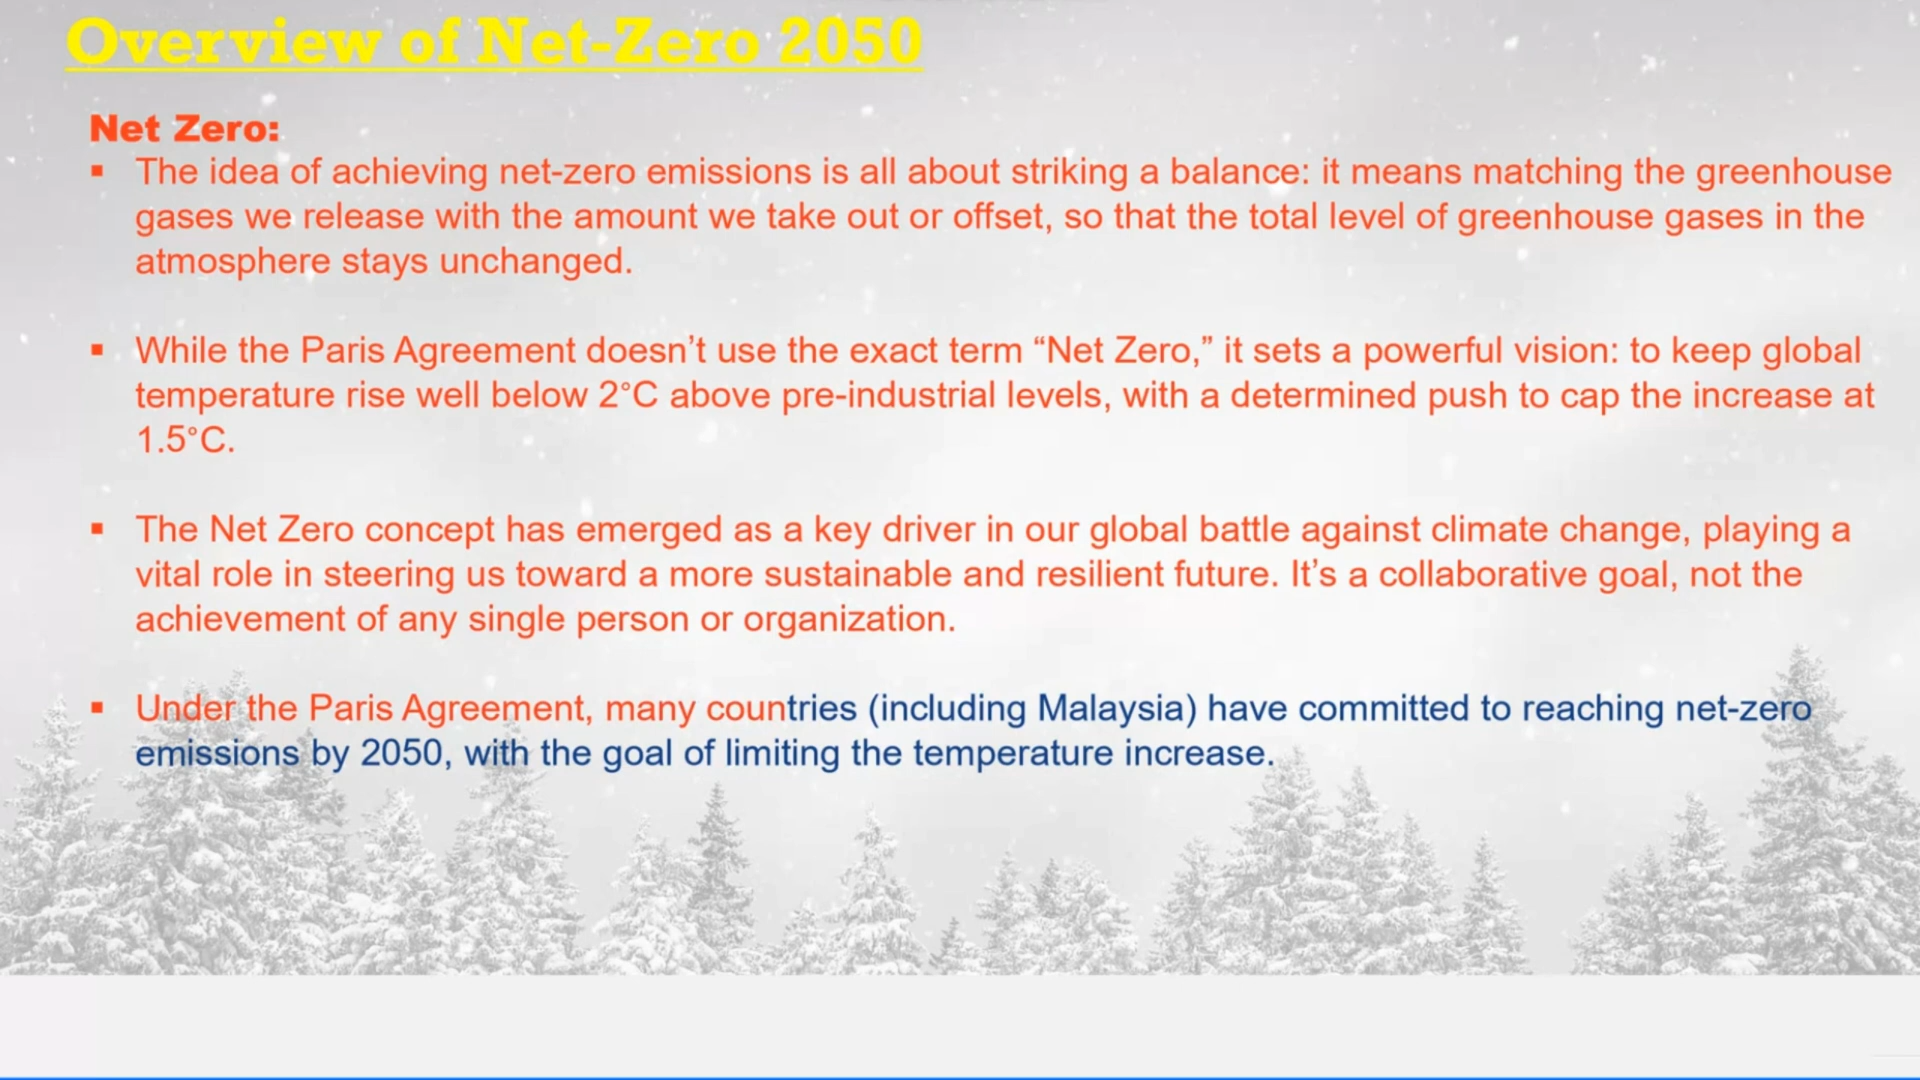 Overview of Net-Zero 2050
Net Zero:
▪ The idea of achieving net-zero emissions is all about striking a balance: it means matching the greenhouse
gases we release with the amount we take out or offset, so that the total level of greenhouse gases in the
atmosphere stays unchanged.
▪ While the Paris Agreement doesn’t use the exact term “Net Zero,” it sets a powerful vision: to keep global
temperature rise well below 2°C above pre-industrial levels, with a determined push to cap the increase at
1.5°C.
▪ The Net Zero concept has emerged as a key driver in our global battle against climate change, playing a
vital role in steering us toward a more sustainable and resilient future. It’s a collaborative goal, not the
achievement of any single person or organization.
▪ Under the Paris Agreement, many countries (including Malaysia) have committed to reaching net-zero
emissions by 2050, with the goal of limiting the temperature increase.